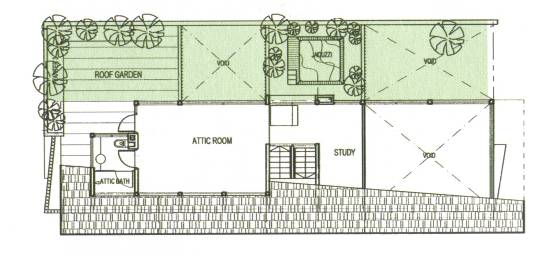 ROOF GARDEN
VOID
JACUZZI
VOID
ATTIC ROOM
STUDY
VOID
ATTIC BATH